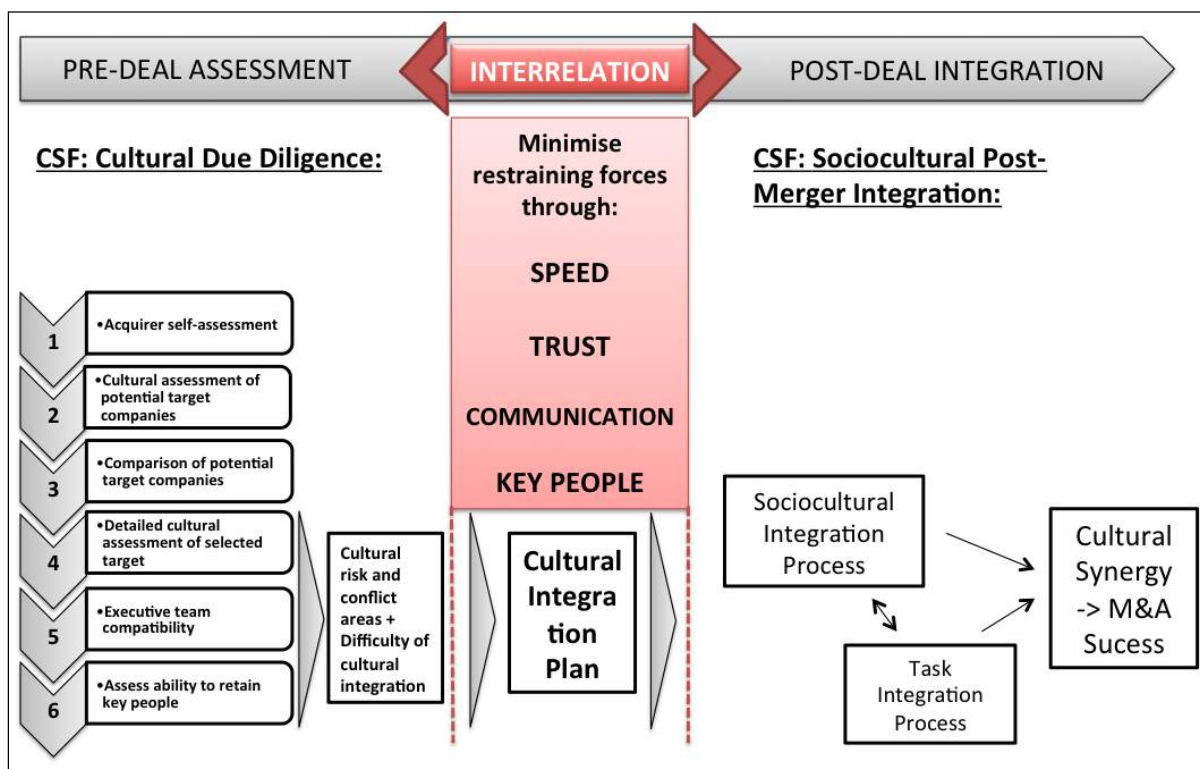 PRE-DEAL ASSESSMENT
INTERRELATION
POST-DEAL INTEGRATION
CSF: Cultural Due Diligence:
1
•Acquirer self-assessment
2
•Cultural assessment of
potential target
companies
3
•Comparison of potential
target companies
4
•Detailed cultural
assessment of selected
target
5
•Executive team
compatibility
6
•Assess ability to retain
key people
Cultural
risk and
conflict
areas +
Difficulty of
cultural
integration
Minimise
restraining forces
through:
SPEED
TRUST
COMMUNICATION
KEY PEOPLE
Cultural
Integra
tion
Plan
CSF: Sociocultural Post-
Merger Integration:
Sociocultural
Integration
Process
Task
Integration
Process
Cultural
Synergy
-> M&A
Sucess